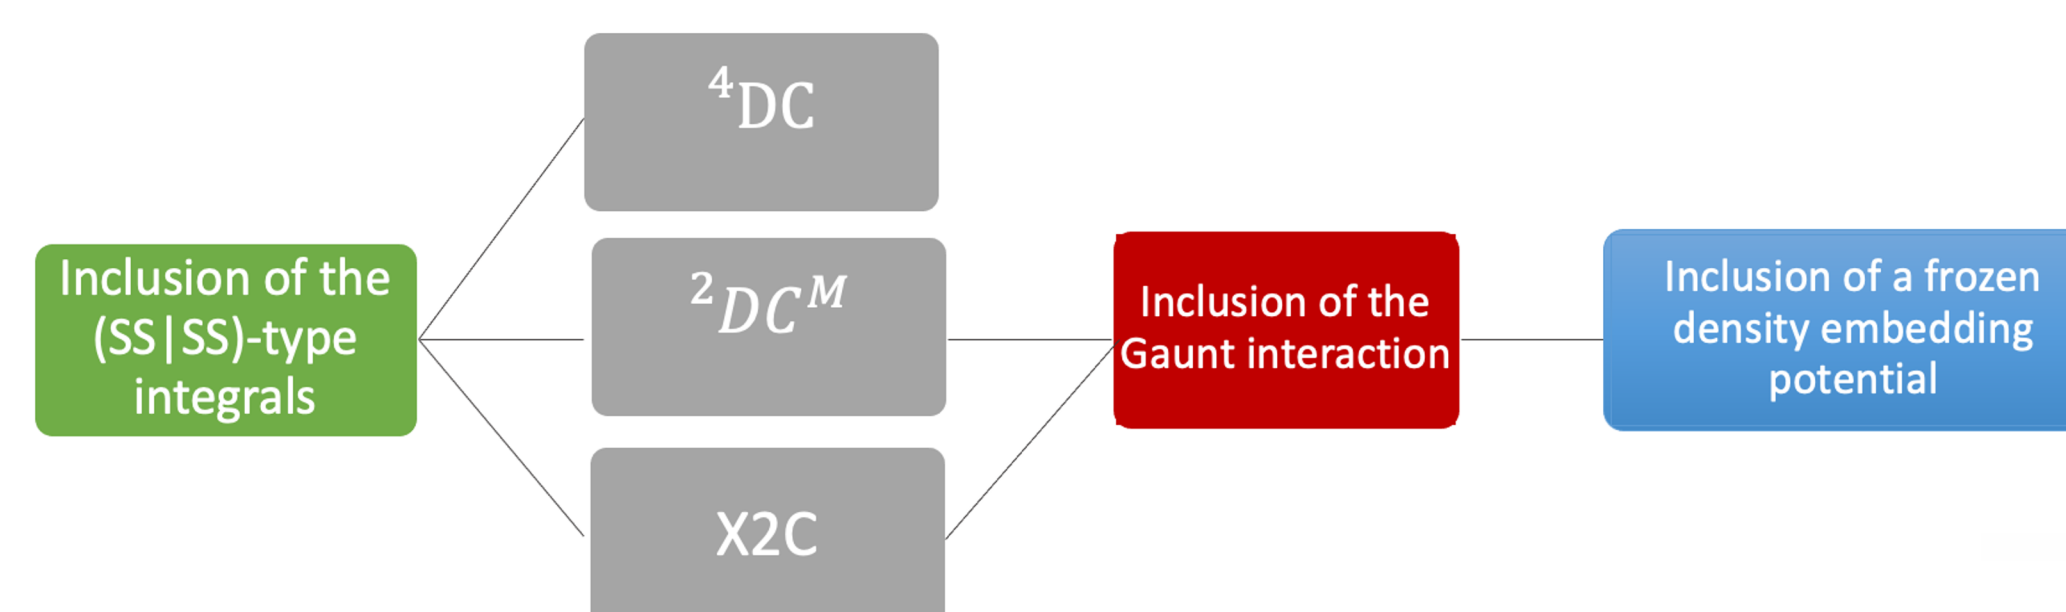 ⁴DC
Inclusion of the
(SS|SS)-type
integrals
²DCᴹ
Inclusion of the
Gaunt interaction
Inclusion of a frozen
density embedding
potential
X2C